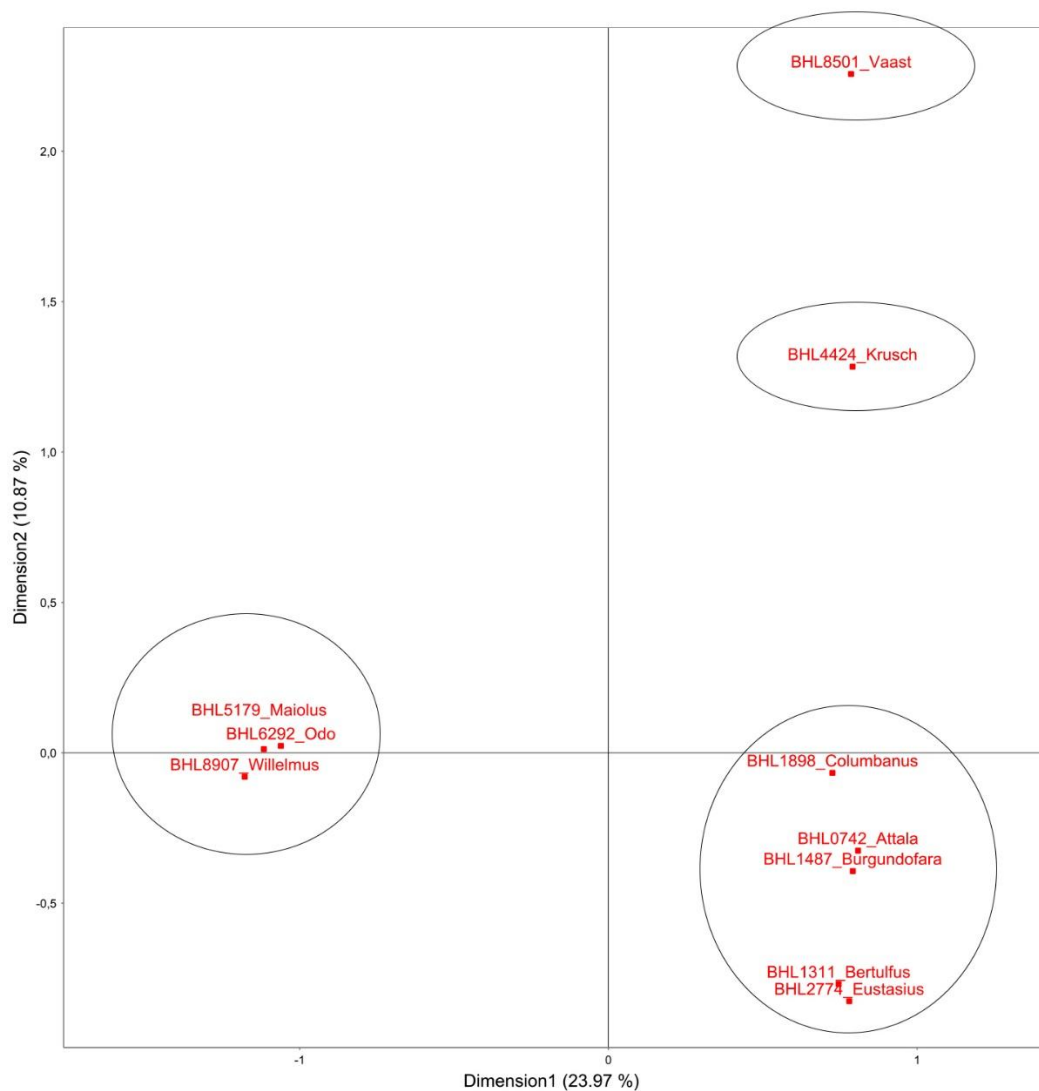 BHL8501_Vaast
2,0
1,5
BHL4424_Krusch
1,0
Dimension2 (10.87 %)
0,5
BHL5179_Maiolus
BHL6292_Odo
0,0
BHL8907_Willelmus
BHL1898_Columbanus
BHL0742_Attala
BHL1487_Burgundofara
-0,5
BHL1311_Bertulfus
BHL2774_Eustasius
-1
0
1
Dimension1 (23.97 %)